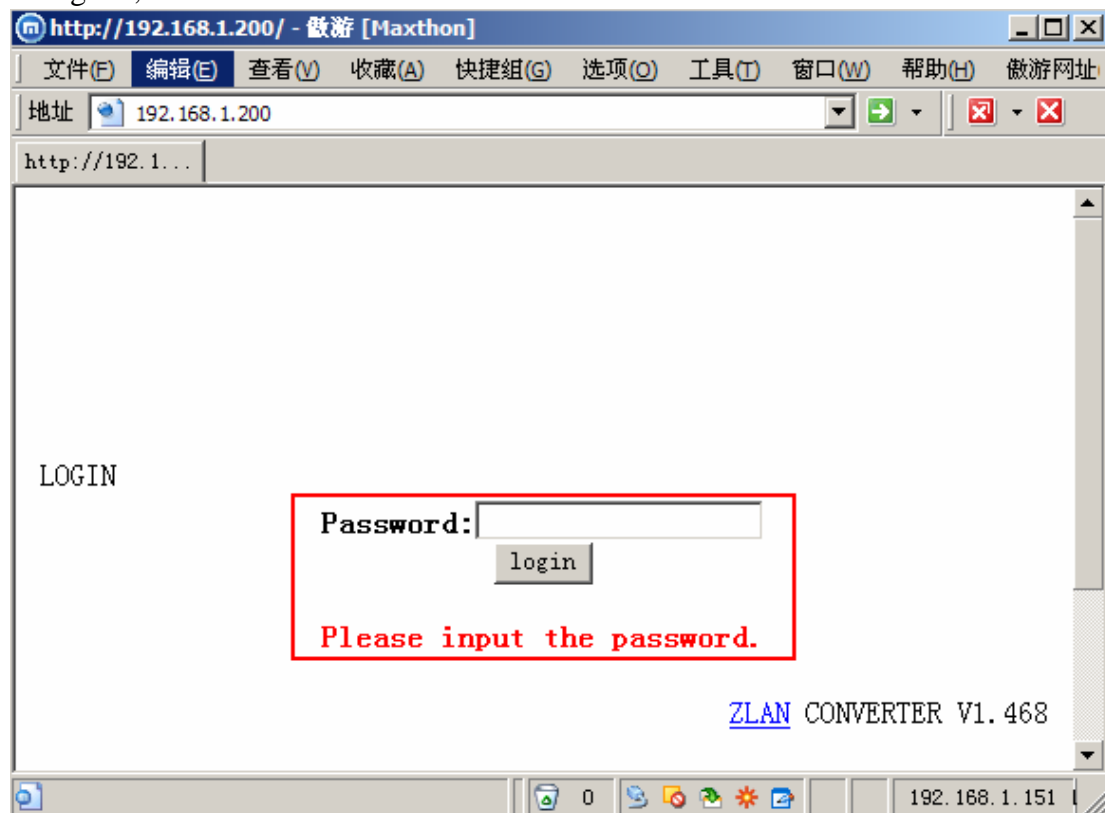 http://192.168.1.200/ - 傲游 [Maxthon]
文件(F) 编辑(E) 查看(V) 收藏(A) 快捷组(G) 选项(O) 工具(T) 窗口(W) 帮助(H) 傲游网址
地址 192.168.1.200
http://192.1...
LOGIN
Password:
login
Please input the password.
ZLAN CONVERTER V1.468
0 192.168.1.151